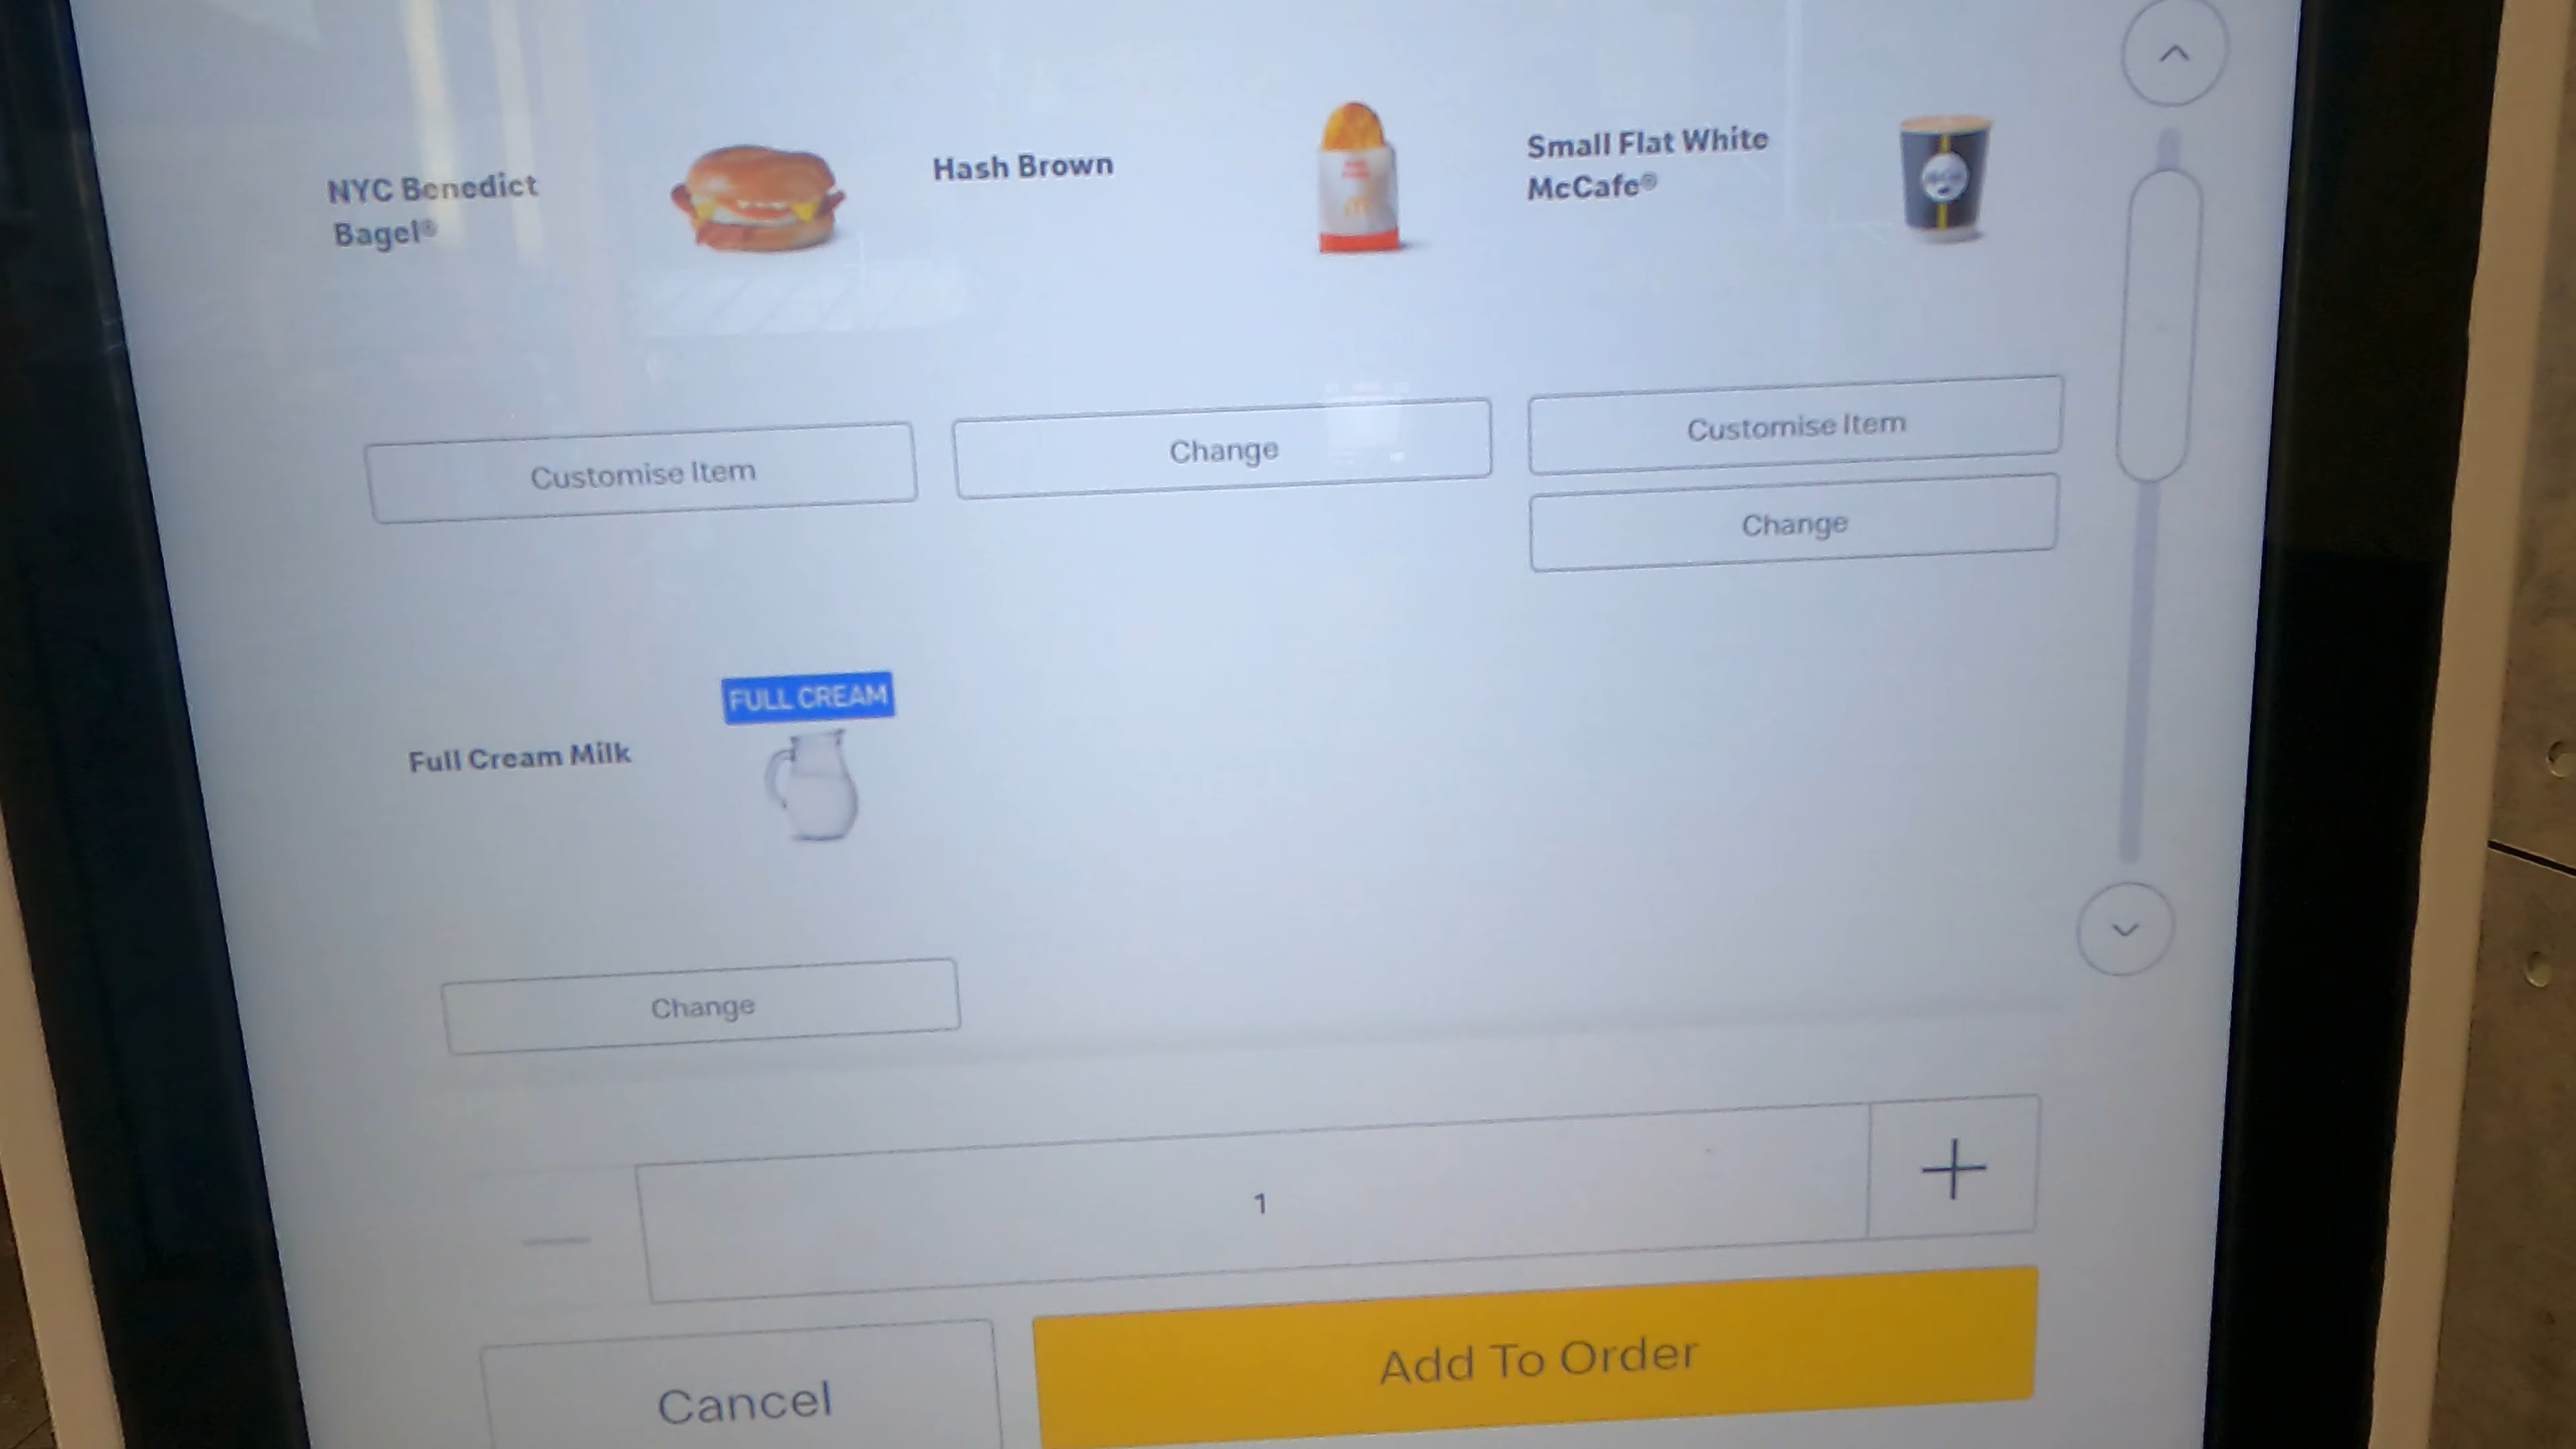 NYC Benedict
Bagel®
Hash Brown
Small Flat White
McCafe®
Customise Item
Change
Customise Item
Change
FULL CREAM
Full Cream Milk
Change
1
Cancel
Add To Order